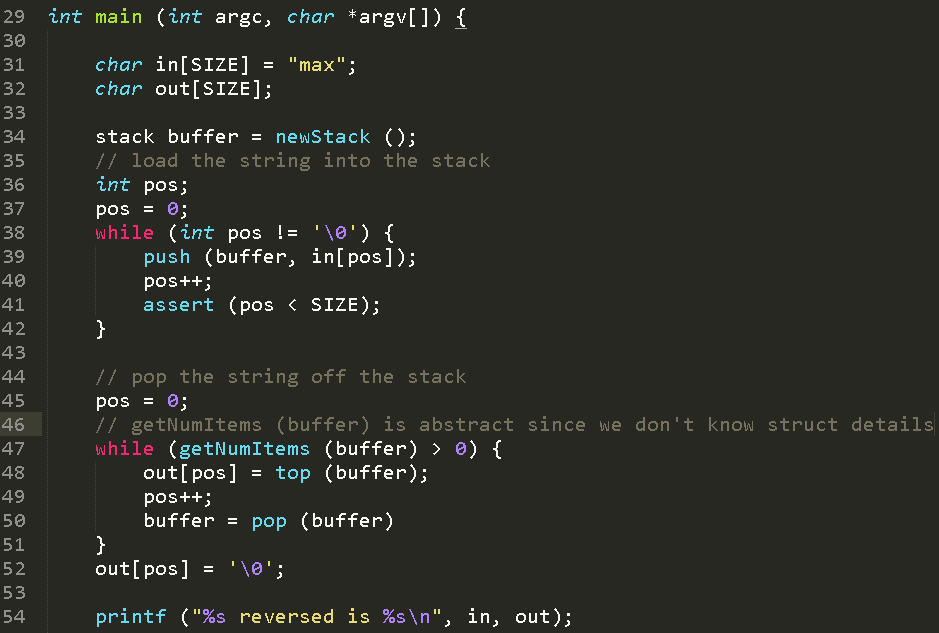 29 int main (int argc, char *argv[]) {
30
31     char in[SIZE] = "max";
32     char out[SIZE];
33
34     stack buffer = newStack ();
35     // load the string into the stack
36     int pos;
37     pos = 0;
38     while (int pos != '\0') {
39         push (buffer, in[pos]);
40         pos++;
41         assert (pos < SIZE);
42     }
43
44     // pop the string off the stack
45     pos = 0;
46     // getNumItems (buffer) is abstract since we don't know struct details
47     while (getNumItems (buffer) > 0) {
48         out[pos] = top (buffer);
49         pos++;
50         buffer = pop (buffer)
51     }
52     out[pos] = '\0';
53
54     printf ("%s reversed is %s\n", in, out);